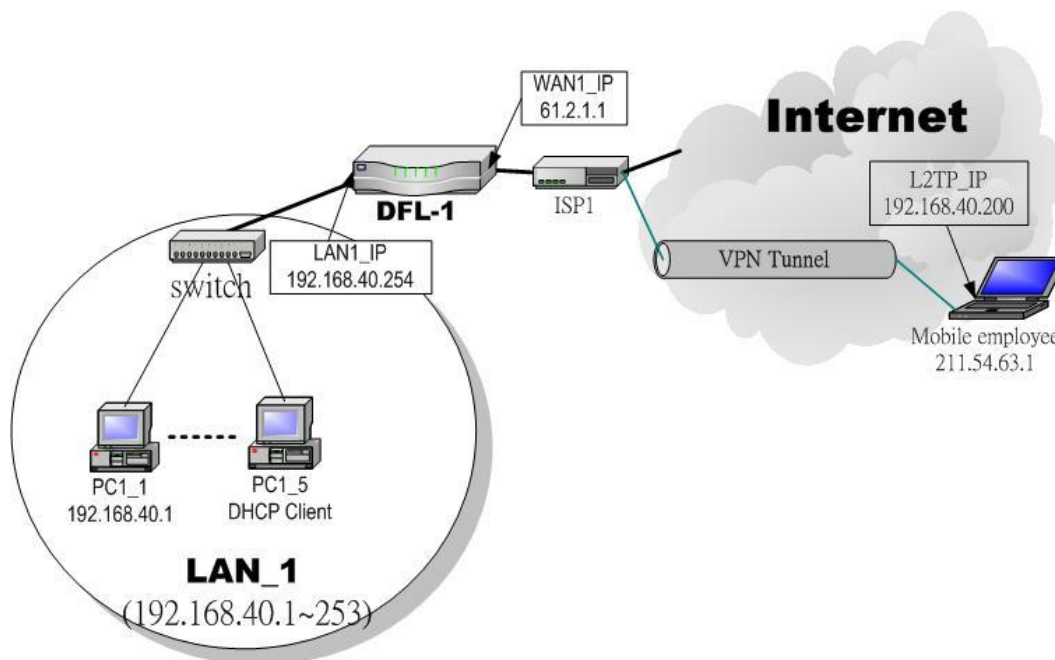 WAN1_IP
61.2.1.1
Internet
DFL-1
ISP1
L2TP_IP
192.168.40.200
LAN1_IP
192.168.40.254
switch
VPN Tunnel
Mobile employee
211.54.63.1
PC1_1
192.168.40.1
PC1_5
DHCP Client
LAN_1
(192.168.40.1~253)